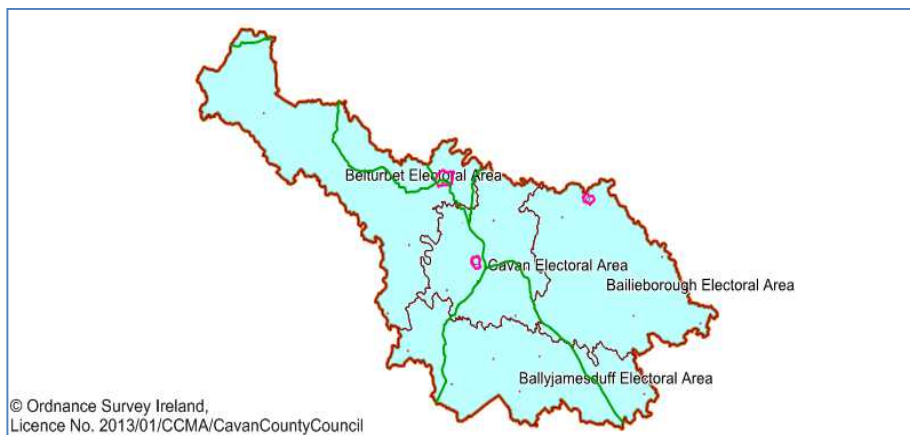 Belturbet Electoral Area
Cavan Electoral Area
Bailieborough Electoral Area
Ballyjamesduff Electoral Area
© Ordnance Survey Ireland,
Licence No. 2013/01/CCMA/CavanCountyCouncil